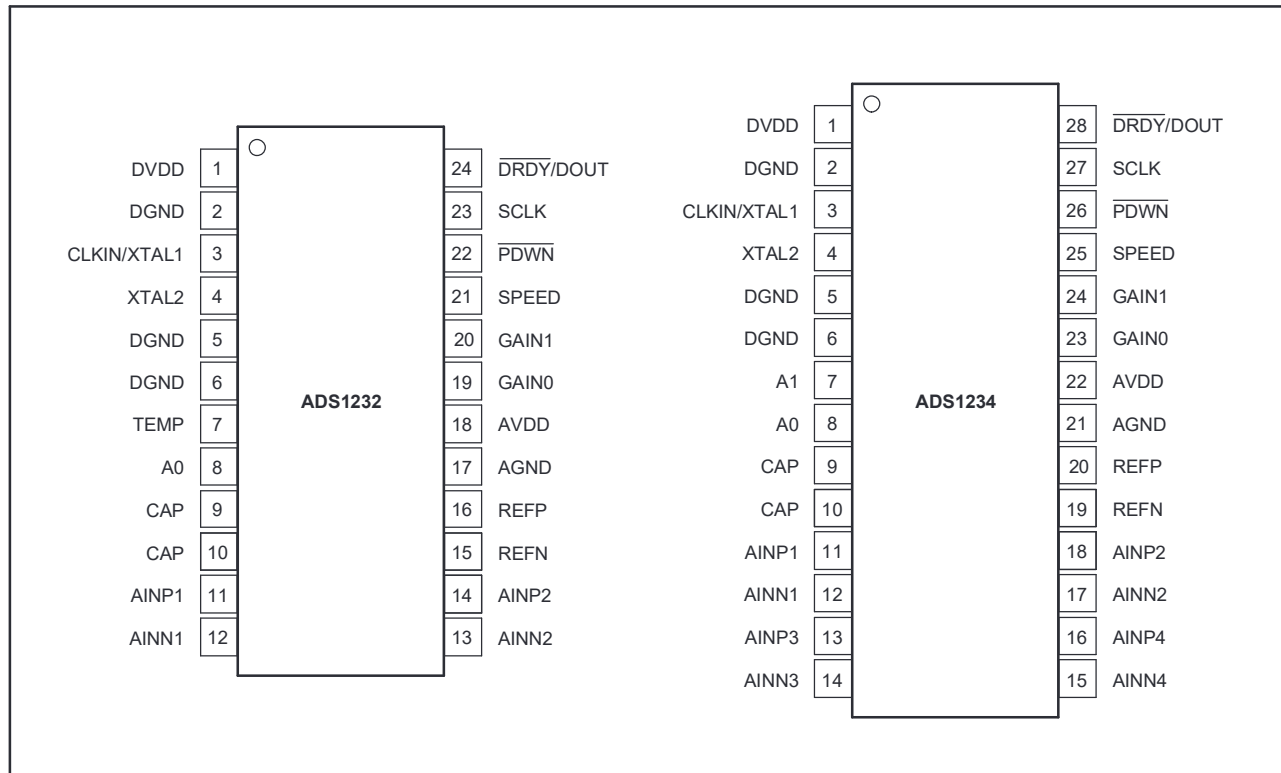 DVDD 1 24 D̅R̅D̅Y̅/DOUT
DGND 2 23 SCLK
CLKIN/XTAL1 3 22 P̅D̅W̅N̅
XTAL2 4 21 SPEED
DGND 5 20 GAIN1
DGND 6 19 GAIN0
ADS1232
TEMP 7 18 AVDD
A0 8 17 AGND
CAP 9 16 REFP
CAP 10 15 REFN
AINP1 11 14 AINP2
AINN1 12 13 AINN2
DVDD 1 28 D̅R̅D̅Y̅/DOUT
DGND 2 27 SCLK
CLKIN/XTAL1 3 26 P̅D̅W̅N̅
XTAL2 4 25 SPEED
DGND 5 24 GAIN1
DGND 6 23 GAIN0
A1 7 22 AVDD
ADS1234
A0 8 21 AGND
CAP 9 20 REFP
CAP 10 19 REFN
AINP1 11 18 AINP2
AINN1 12 17 AINN2
AINP3 13 16 AINP4
AINN3 14 15 AINN4